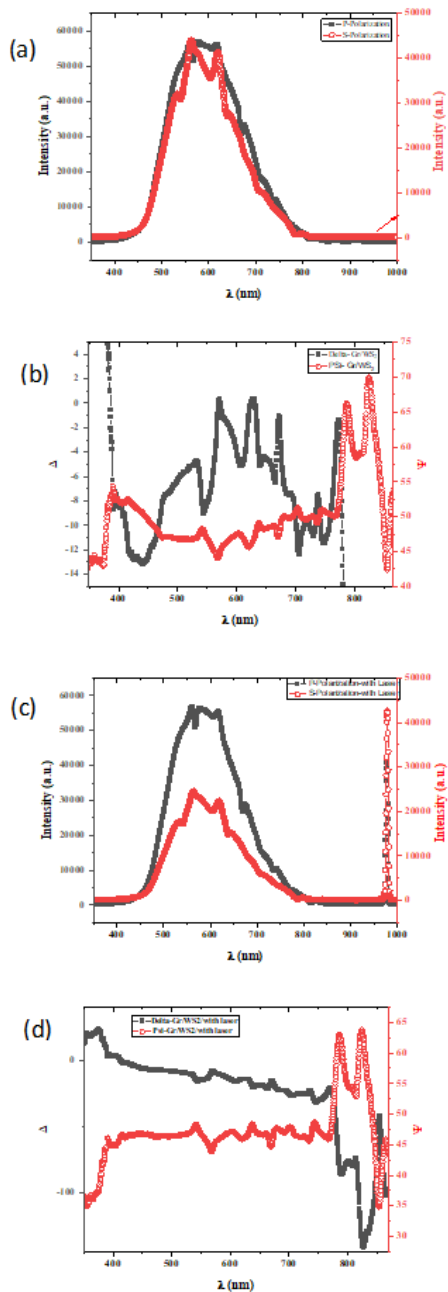 (a)
P-Polarization
S-Polarization
60000
50000
40000
30000
20000
10000
0
Intensity (a.u.)
50000
40000
30000
20000
10000
0
Intensity (a.u.)
400 500 600 700 800 900 1000
λ (nm)
(b)
Delta- Gr/WS2
PSI- Gr/WS2
4
2
0
-2
-4
-6
-8
-10
-12
-14
Δ
75
70
65
60
55
50
45
40
Ψ
400 500 600 700 800
λ (nm)
(c)
P-Polarization-with Laser
S-Polarization-with Laser
60000
50000
40000
30000
20000
10000
0
Intensity (a.u.)
50000
40000
30000
20000
10000
0
Intensity (a.u.)
400 500 600 700 800 900 1000
λ (nm)
(d)
Delta-Gr/WS2/with laser
Psi-Gr/WS2/with laser
0
-100
Δ
65
60
55
50
45
40
35
30
Ψ
400 500 600 700 800
λ (nm)